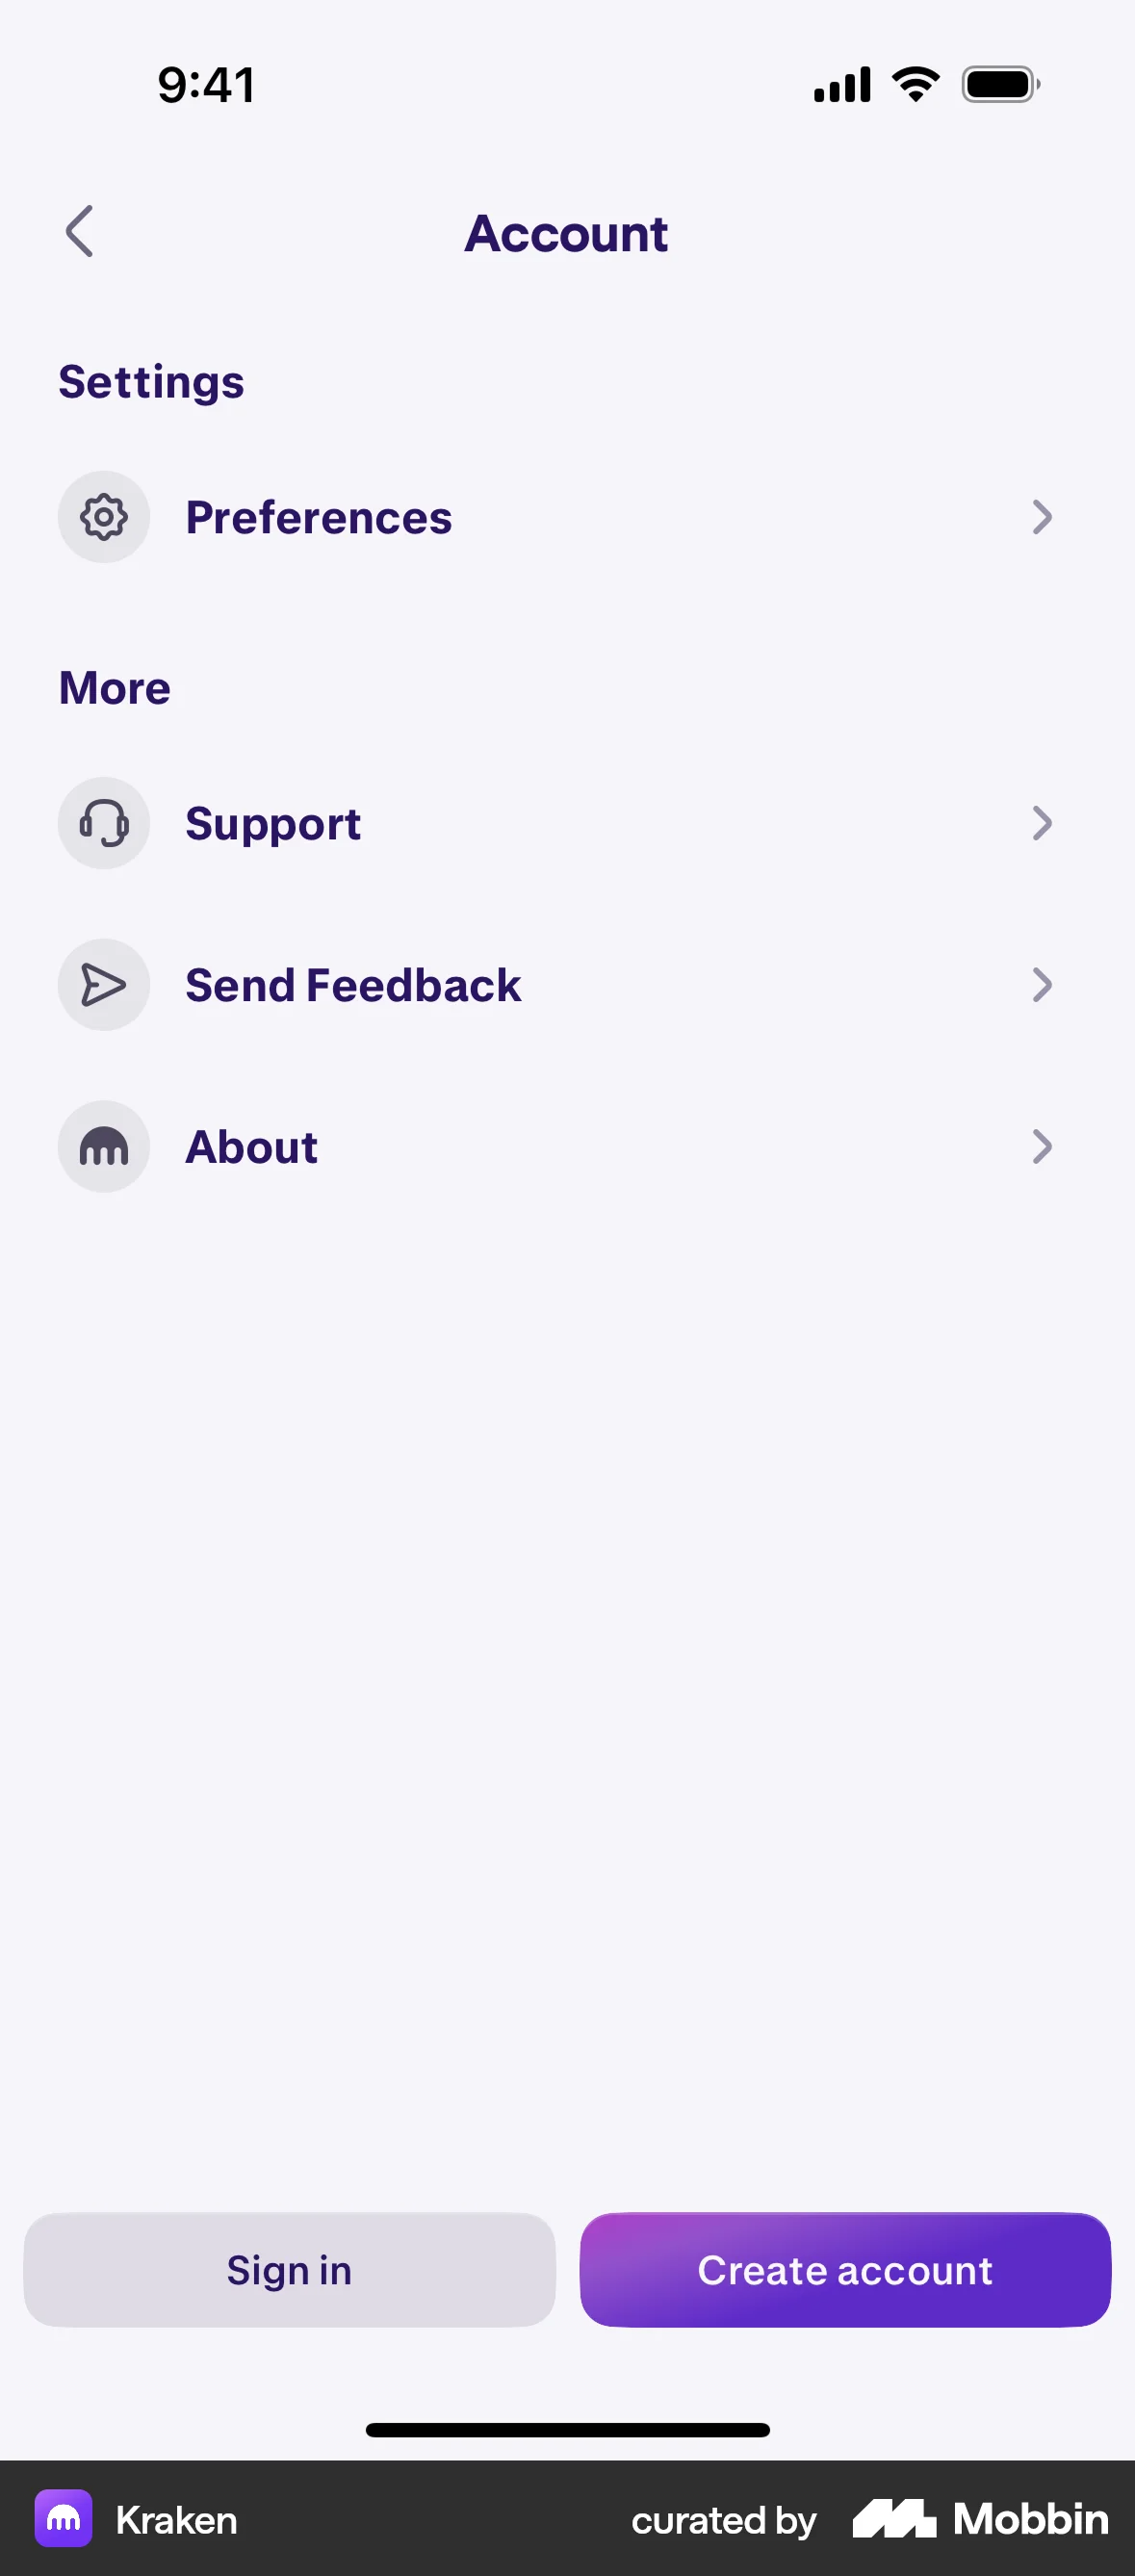 9:41
Account
Settings
Preferences
More
Support
Send Feedback
About
Sign in
Create account
Kraken
curated by Mobbin